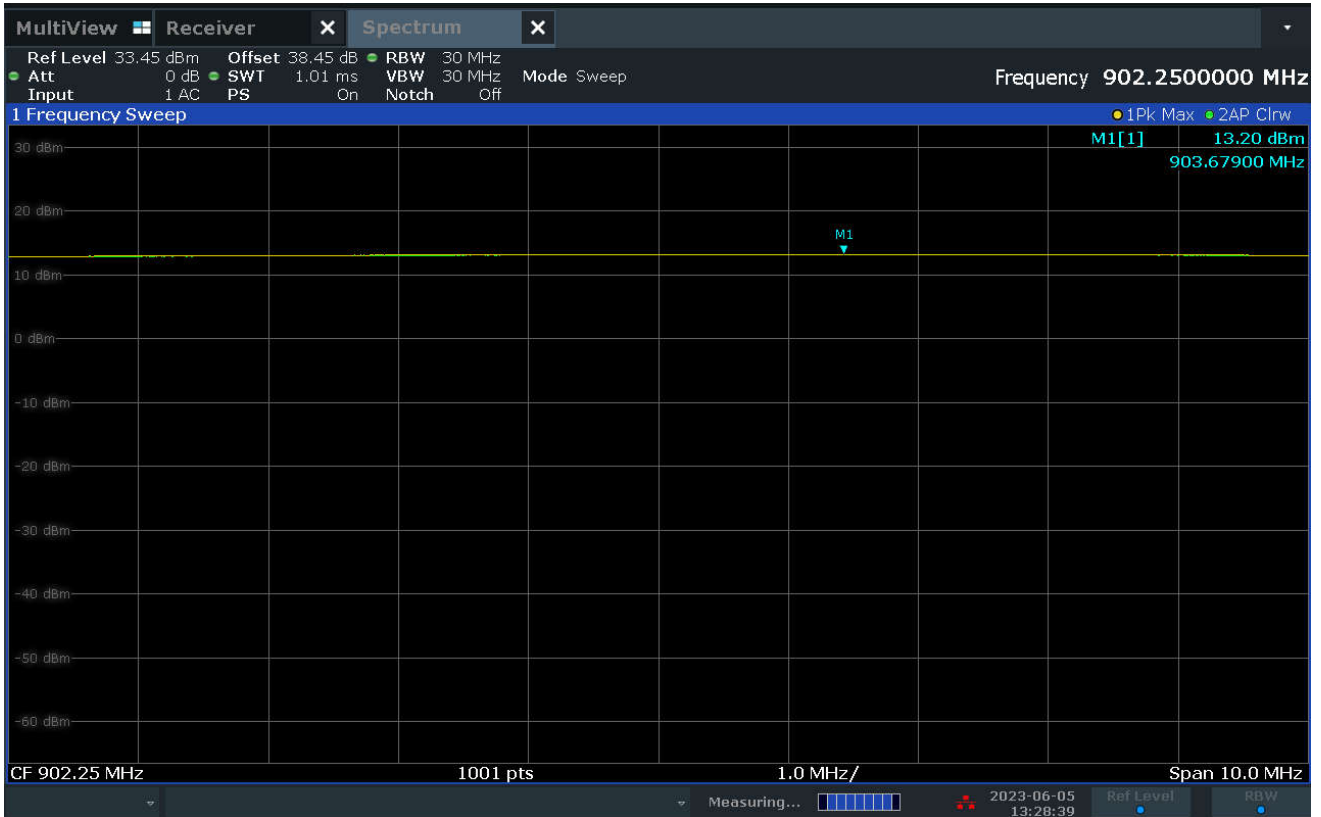 MultiView Receiver Spectrum
Ref Level 33.45 dBm Offset 38.45 dB RBW 30 MHz
Att 0 dB SWT 1.01 ms VBW 30 MHz Mode Sweep
Input 1 AC PS On Notch Off
Frequency 902.2500000 MHz
1 Frequency Sweep 1Pk Max 2AP Clrw
M1[1] 13.20 dBm
903.67900 MHz
30 dBm
20 dBm
M1
10 dBm
0 dBm
-10 dBm
-20 dBm
-30 dBm
-40 dBm
-50 dBm
-60 dBm
CF 902.25 MHz 1001 pts 1.0 MHz/ Span 10.0 MHz
Measuring... 2023-06-05 Ref Level RBW
13:28:39